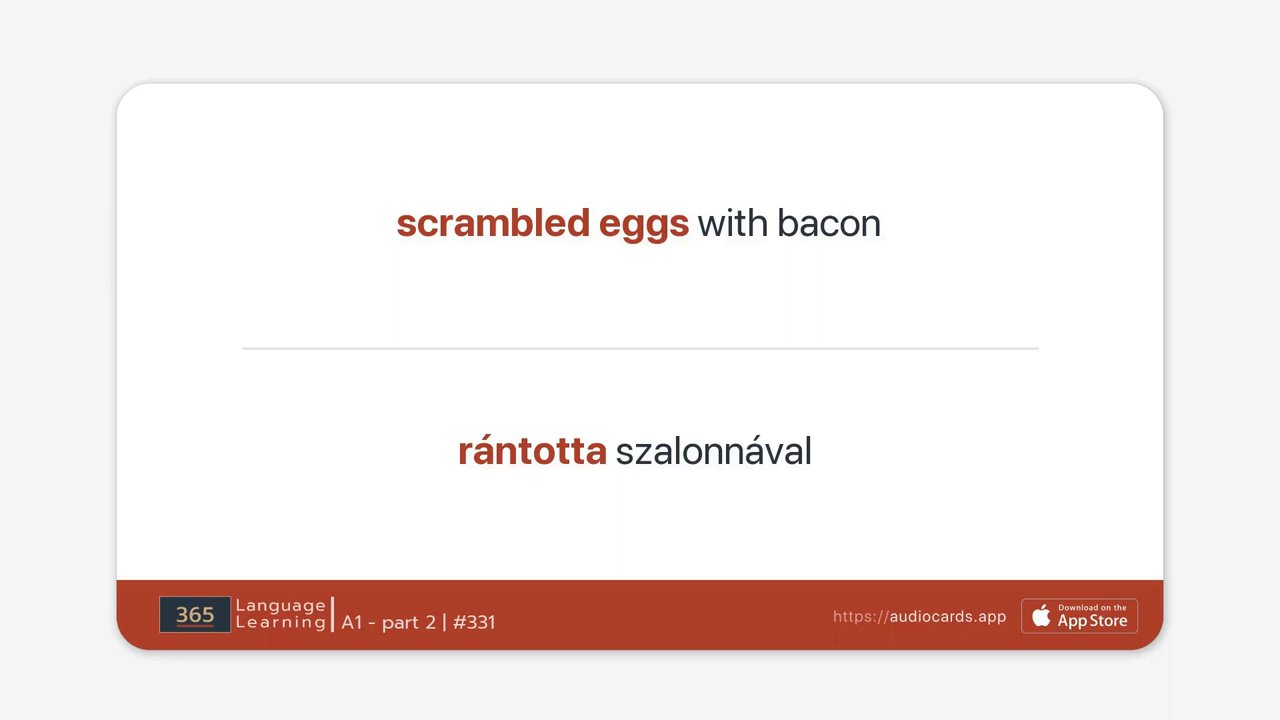 scrambled eggs with bacon
rántotta szalonnával
365
Language
Learning
A1 - part 2 | #331
https://audiocards.app
Download on the
App Store